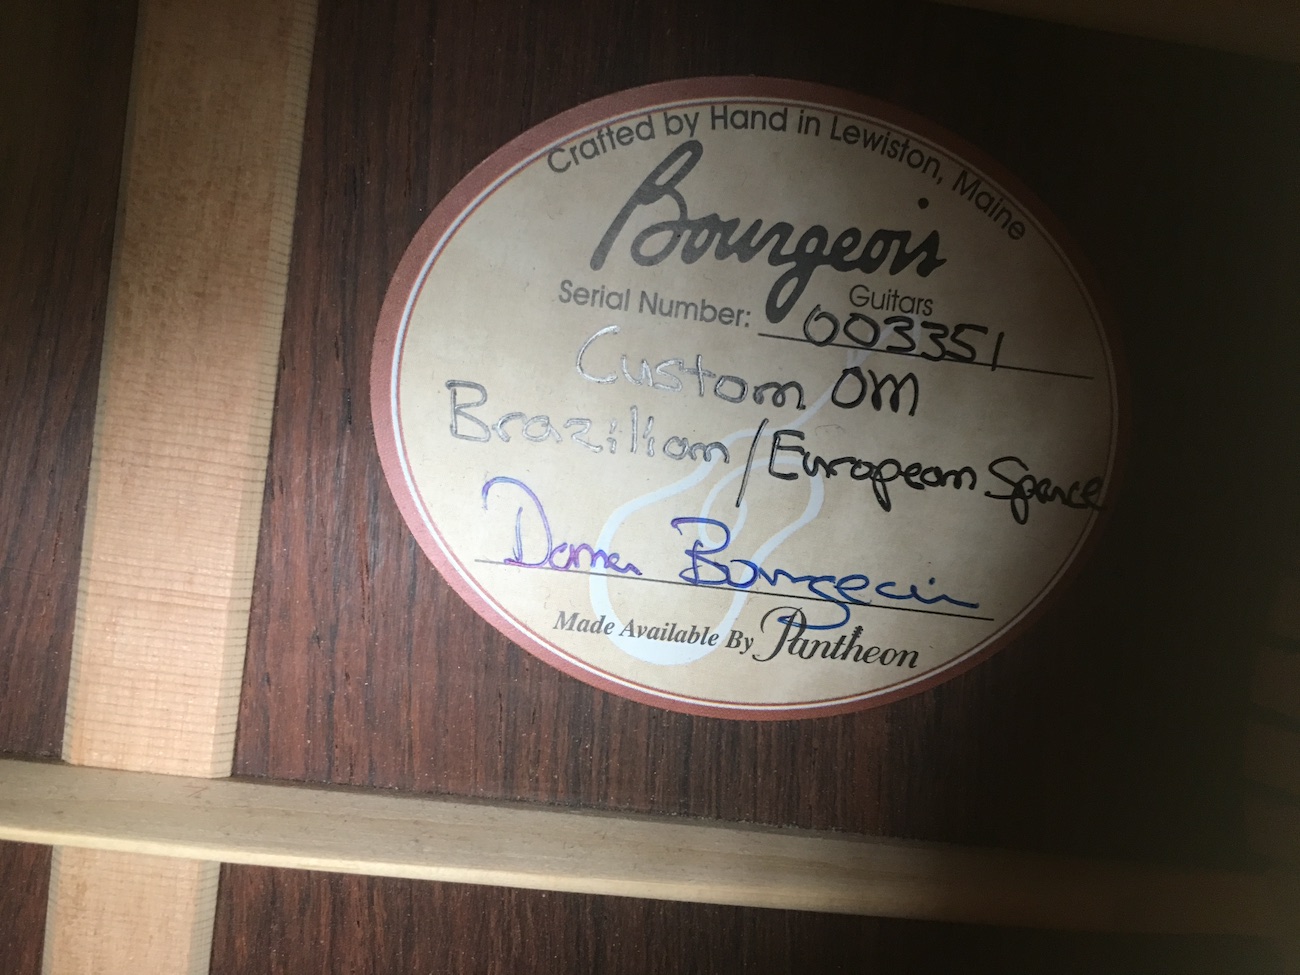 Crafted by Hand in Lewiston, Maine
Bourgeois
Guitars
Serial Number: 003351
Custom OM
Brazilian/European Spruce
Dana Bourgeois
Made Available By Pantheon